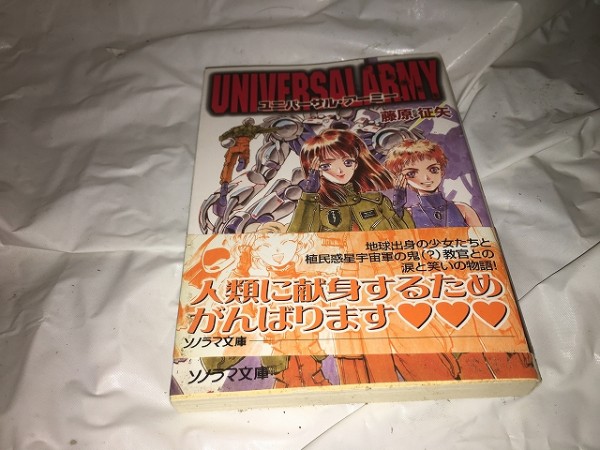 UNIVERSAL ARMY
ユニバーサル・アーミー
藤原征矢
地球出身の少女たちと
植民惑星宇宙軍の鬼(?)教官との
涙と笑いの物語!
人類に献身するため
がんばります♥♥♥
ソノラマ文庫
ソノラマ文庫